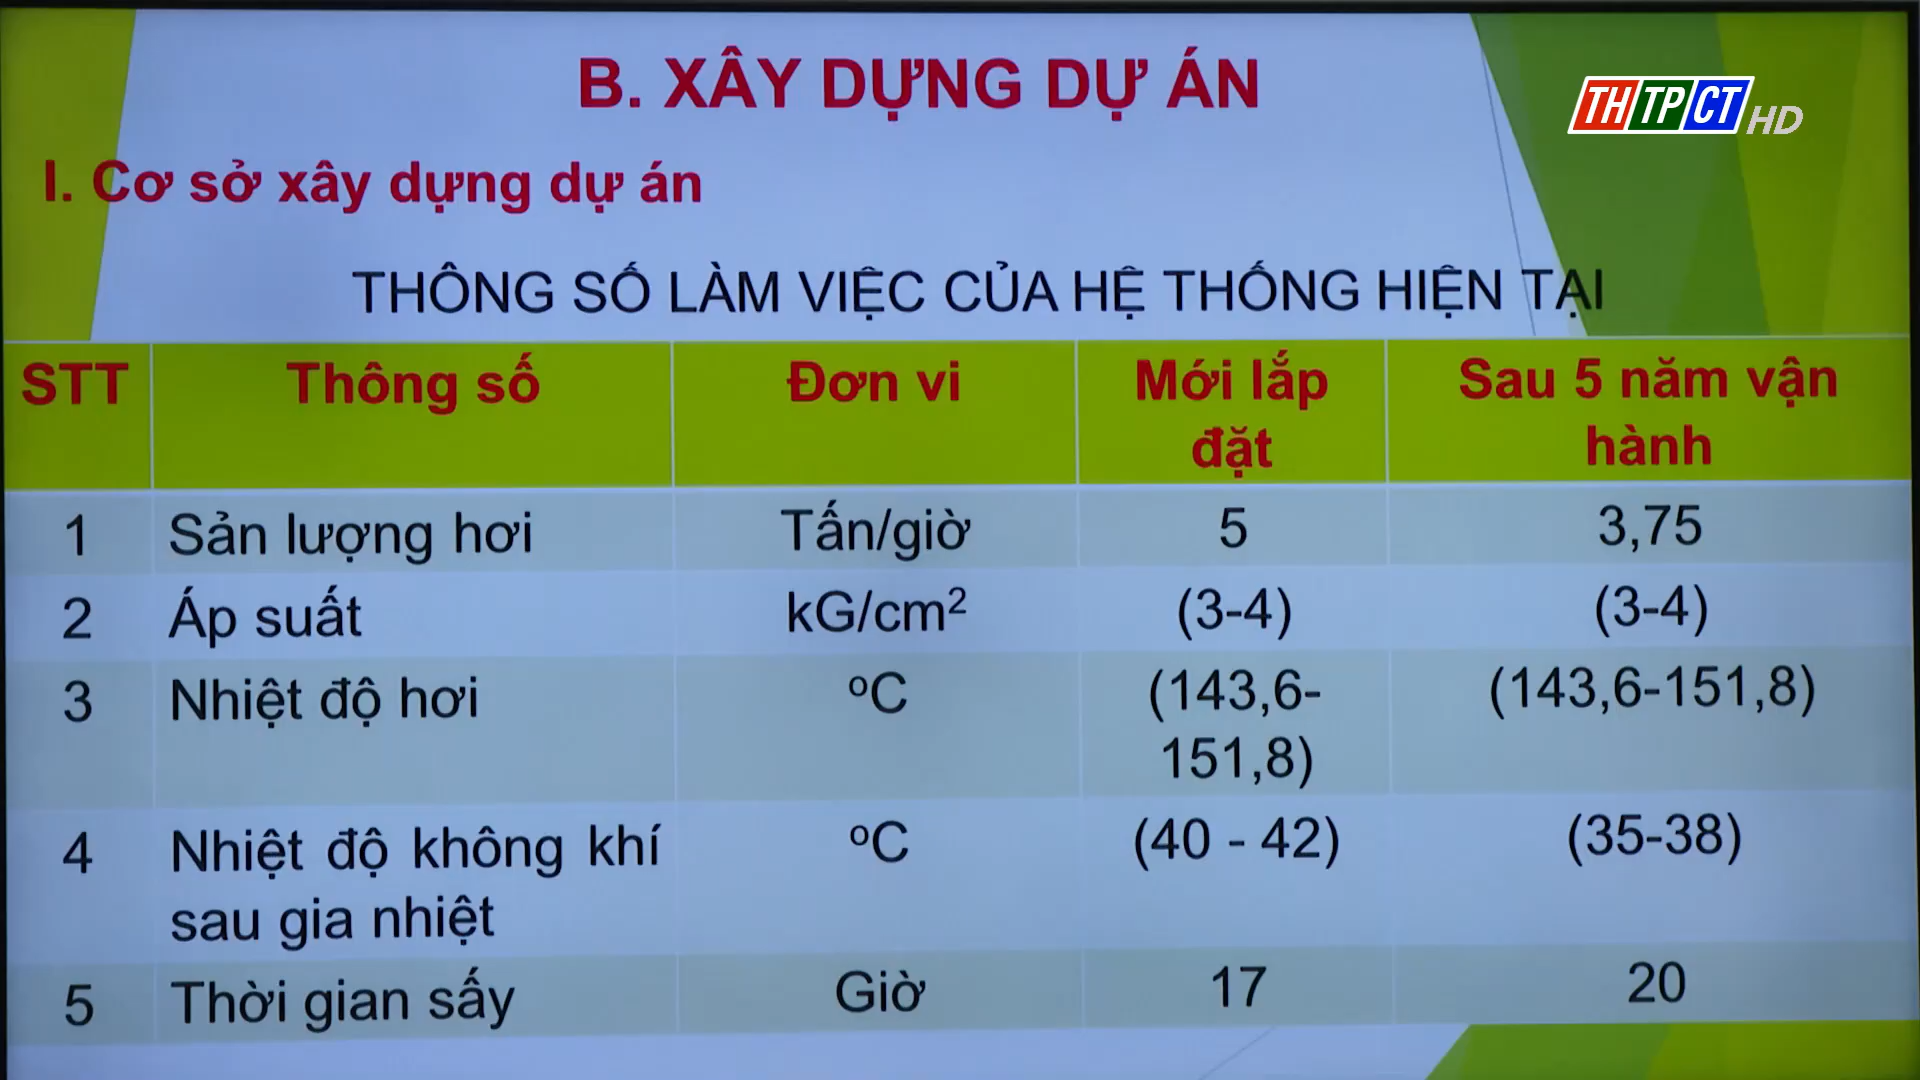 B. XÂY DỰNG DỰ ÁN
THTPCT HD
I. Cơ sở xây dựng dự án
THÔNG SỐ LÀM VIỆC CỦA HỆ THỐNG HIỆN TẠI
STT Thông số Đơn vi Mới lắp đặt Sau 5 năm vận hành
1 Sản lượng hơi Tấn/giờ 5 3,75
2 Áp suất kG/cm² (3-4) (3-4)
3 Nhiệt độ hơi ºC (143,6-151,8) (143,6-151,8)
4 Nhiệt độ không khí sau gia nhiệt ºC (40 - 42) (35-38)
5 Thời gian sấy Giờ 17 20